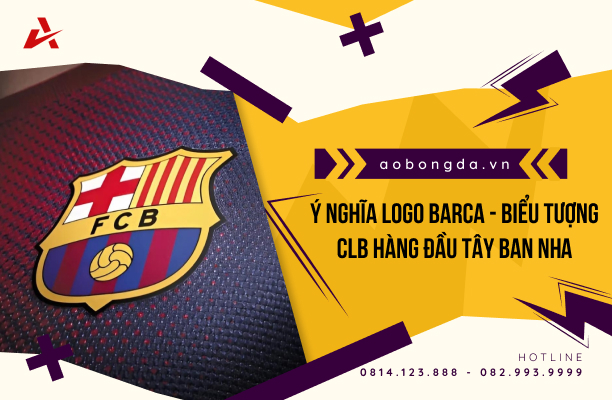 aobongda.vn
Ý NGHĨA LOGO BARCA - BIỂU TƯỢNG
CLB HÀNG ĐẦU TÂY BAN NHA
FCB
HOTLINE
0814.123.888 - 082.993.9999